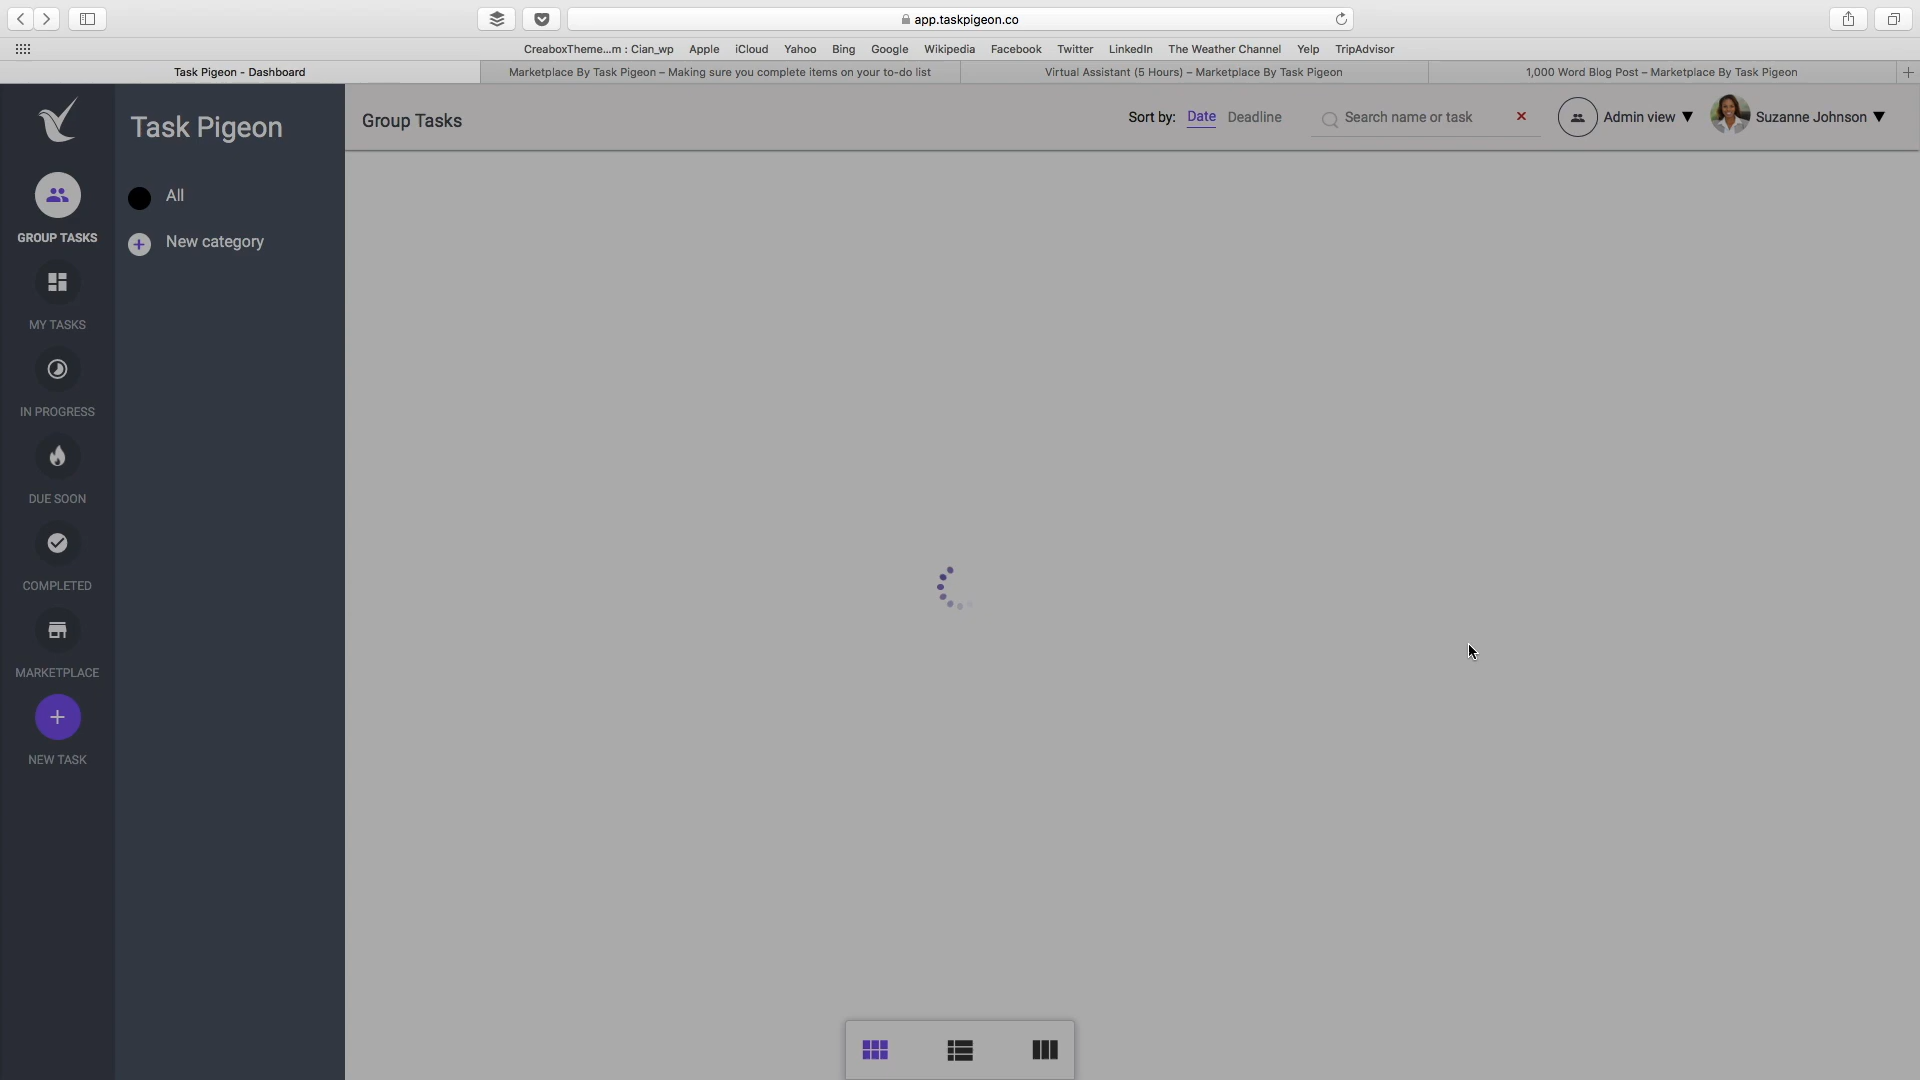 app.taskpigeon.co
CreaboxTheme...m : Cian_wp Apple iCloud Yahoo Bing Google Wikipedia Facebook Twitter LinkedIn The Weather Channel Yelp TripAdvisor
Task Pigeon - Dashboard
Marketplace By Task Pigeon – Making sure you complete items on your to-do list
Virtual Assistant (5 Hours) – Marketplace By Task Pigeon
1,000 Word Blog Post – Marketplace By Task Pigeon
Task Pigeon
Group Tasks
Sort by: Date Deadline
Search name or task
Admin view
Suzanne Johnson
All
New category
GROUP TASKS
MY TASKS
IN PROGRESS
DUE SOON
COMPLETED
MARKETPLACE
NEW TASK